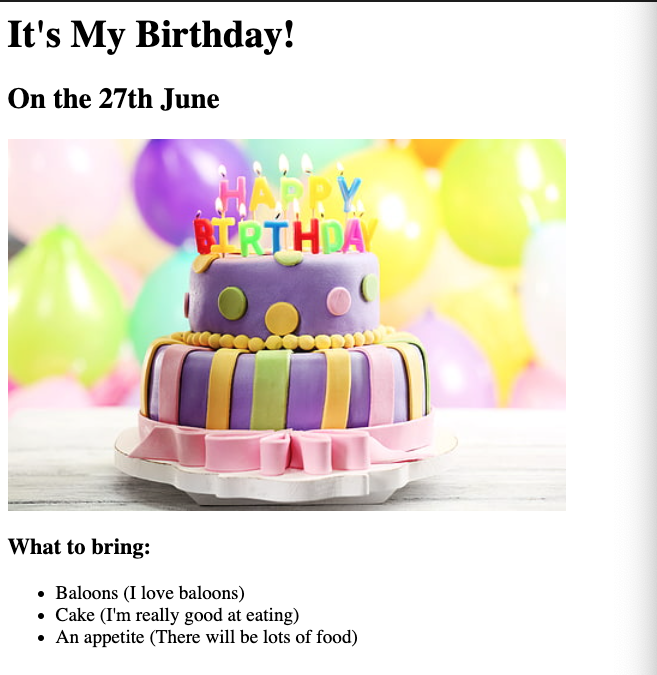 It's My Birthday!
On the 27th June
HAPPY
BIRTHDAY
What to bring:
Baloons (I love baloons)
Cake (I'm really good at eating)
An appetite (There will be lots of food)